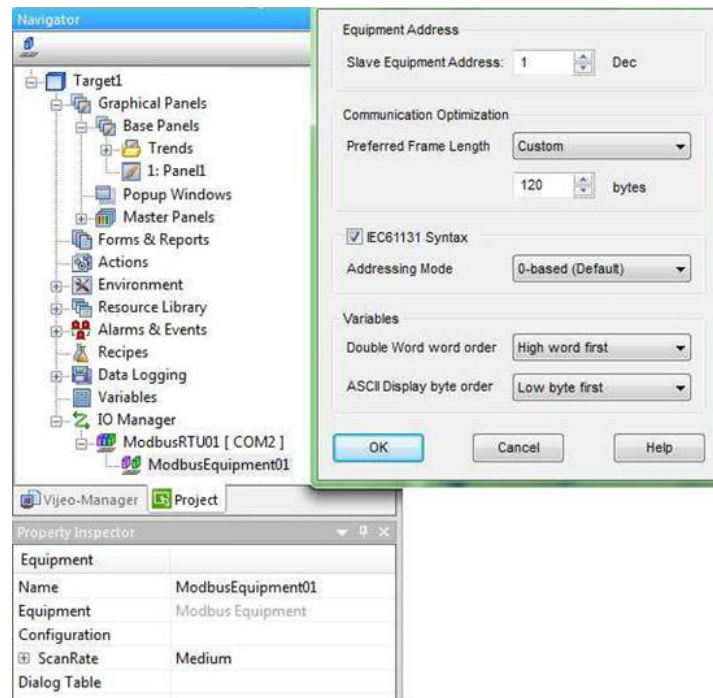 Navigator
Target1
Graphical Panels
Base Panels
Trends
1: Panel1
Popup Windows
Master Panels
Forms & Reports
Actions
Environment
Resource Library
Alarms & Events
Recipes
Data Logging
Variables
IO Manager
ModbusRTU01 [ COM2 ]
ModbusEquipment01
Vijeo-Manager Project
Property Inspector
Equipment
Name ModbusEquipment01
Equipment Modbus Equipment
Configuration
ScanRate Medium
Dialog Table
Equipment Address
Slave Equipment Address: 1 Dec
Communication Optimization
Preferred Frame Length Custom
120 bytes
IEC61131 Syntax
Addressing Mode 0-based (Default)
Variables
Double Word word order High word first
ASCII Display byte order Low byte first
OK Cancel Help